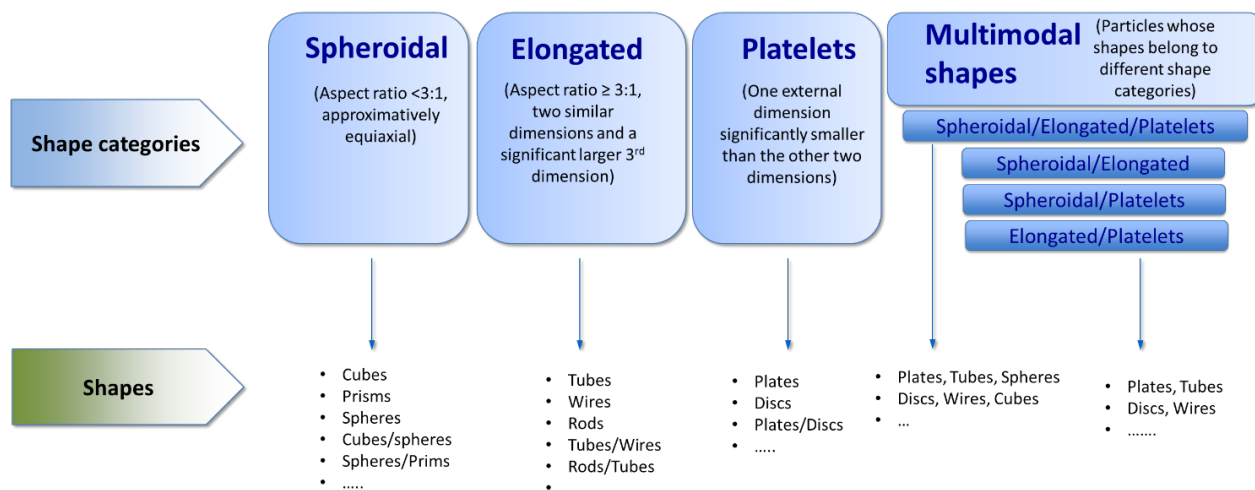 Shape categories
Spheroidal
(Aspect ratio <3:1,
approximatively
equiaxial)
Elongated
(Aspect ratio ≥ 3:1,
two similar
dimensions and a
significant larger 3rd
dimension)
Platelets
(One external
dimension
significantly smaller
than the other two
dimensions)
Multimodal
shapes
(Particles whose
shapes belong to
different shape
categories)
Spheroidal/Elongated/Platelets
Spheroidal/Elongated
Spheroidal/Platelets
Elongated/Platelets
Shapes
• Cubes
• Prisms
• Spheres
• Cubes/spheres
• Spheres/Prims
• …..
• Tubes
• Wires
• Rods
• Tubes/Wires
• Rods/Tubes
•
• Plates
• Discs
• Plates/Discs
• …..
• Plates, Tubes, Spheres
• Discs, Wires, Cubes
• …
• Plates, Tubes
Discs, Wires
• …….